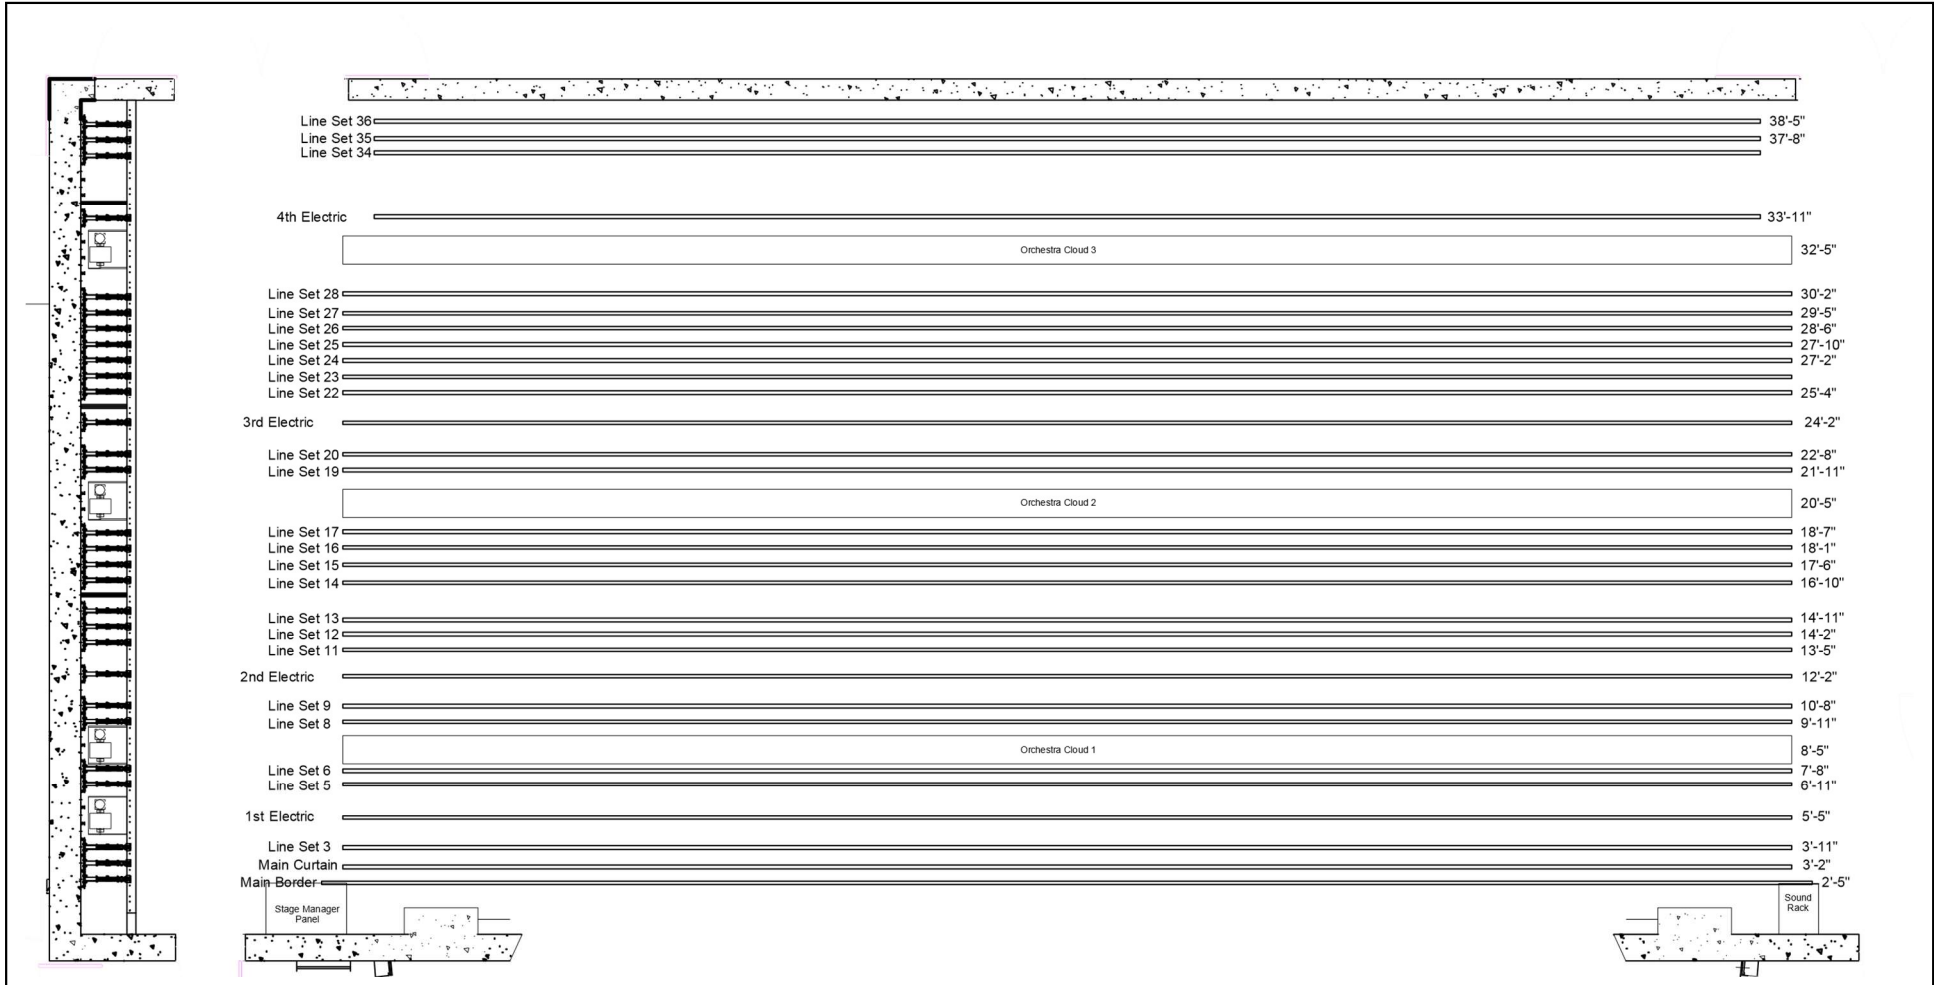 Line Set 36 38'-5"
Line Set 35 37'-8"
Line Set 34
4th Electric 33'-11"
Orchestra Cloud 3 32'-5"
Line Set 28 30'-2"
Line Set 27 29'-5"
Line Set 26 28'-6"
Line Set 25 27'-10"
Line Set 24 27'-2"
Line Set 23
Line Set 22 25'-4"
3rd Electric 24'-2"
Line Set 20 22'-8"
Line Set 19 21'-11"
Orchestra Cloud 2 20'-5"
Line Set 17 18'-7"
Line Set 16 18'-1"
Line Set 15 17'-6"
Line Set 14 16'-10"
Line Set 13 14'-11"
Line Set 12 14'-2"
Line Set 11 13'-5"
2nd Electric 12'-2"
Line Set 9 10'-8"
Line Set 8 9'-11"
Orchestra Cloud 1 8'-5"
Line Set 6 7'-8"
Line Set 5 6'-11"
1st Electric 5'-5"
Line Set 3 3'-11"
Main Curtain 3'-2"
Main Border 2'-5"
Stage Manager
Panel
Sound
Rack